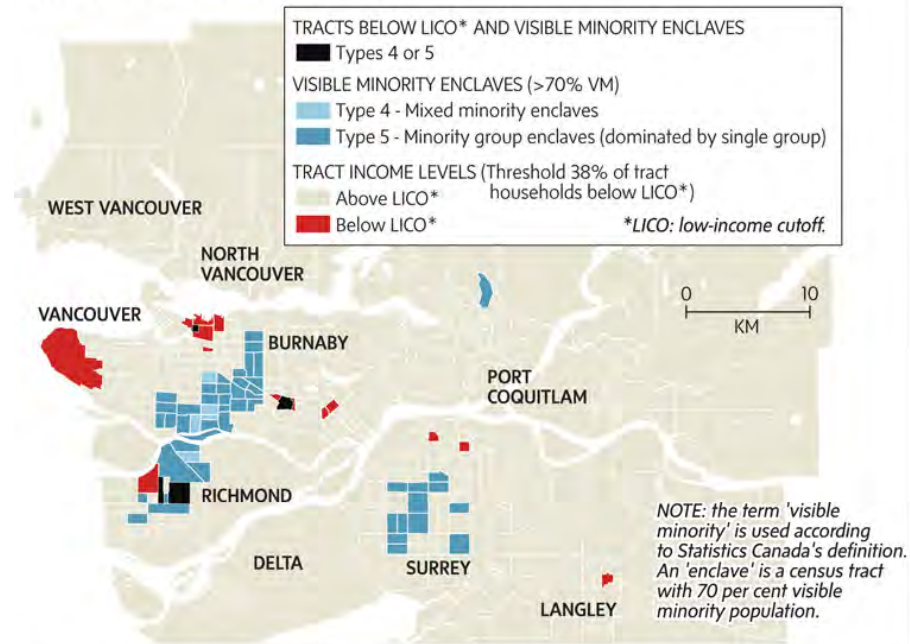 TRACTS BELOW LICO* AND VISIBLE MINORITY ENCLAVES
Types 4 or 5
VISIBLE MINORITY ENCLAVES (>70% VM)
Type 4 - Mixed minority enclaves
Type 5 - Minority group enclaves (dominated by single group)
TRACT INCOME LEVELS (Threshold 38% of tract
households below LICO*)
Above LICO*
Below LICO*
*LICO: low-income cutoff.
WEST VANCOUVER
NORTH
VANCOUVER
VANCOUVER
BURNABY
0 10
KM
PORT
COQUITLAM
RICHMOND
DELTA
SURREY
LANGLEY
NOTE: the term 'visible
minority' is used according
to Statistics Canada's definition.
An 'enclave' is a census tract
with 70 per cent visible
minority population.